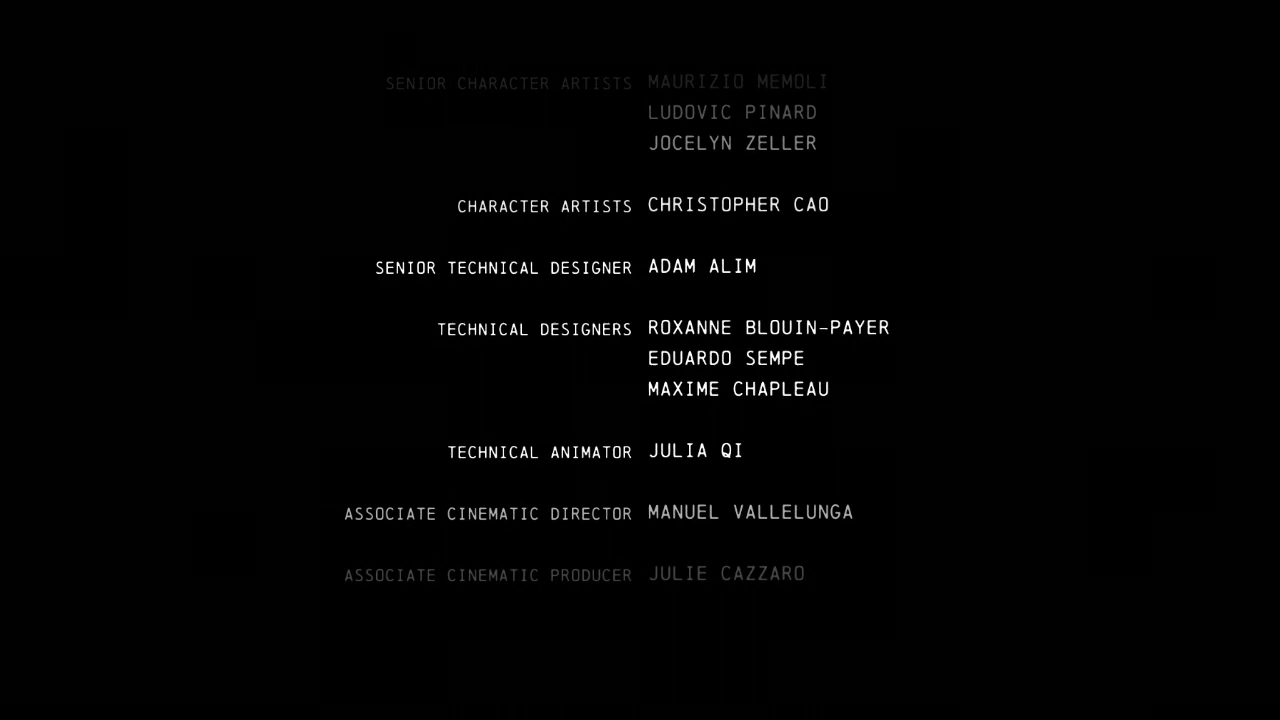 SENIOR CHARACTER ARTISTS MAURIZIO MEMOLI
LUDOVIC PINARD
JOCELYN ZELLER
CHARACTER ARTISTS CHRISTOPHER CAO
SENIOR TECHNICAL DESIGNER ADAM ALIM
TECHNICAL DESIGNERS ROXANNE BLOUIN-PAYER
EDUARDO SEMPE
MAXIME CHAPLEAU
TECHNICAL ANIMATOR JULIA QI
ASSOCIATE CINEMATIC DIRECTOR MANUEL VALLELUNGA
ASSOCIATE CINEMATIC PRODUCER JULIE CAZZARO